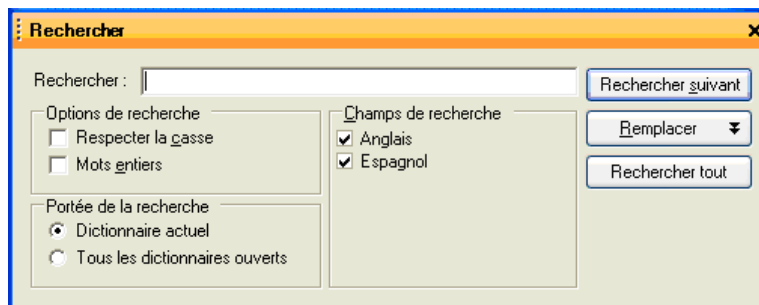 Rechercher
Rechercher :
Rechercher suivant
Options de recherche
Respecter la casse
Mots entiers
Champs de recherche
Anglais
Espagnol
Remplacer
Rechercher tout
Portée de la recherche
Dictionnaire actuel
Tous les dictionnaires ouverts